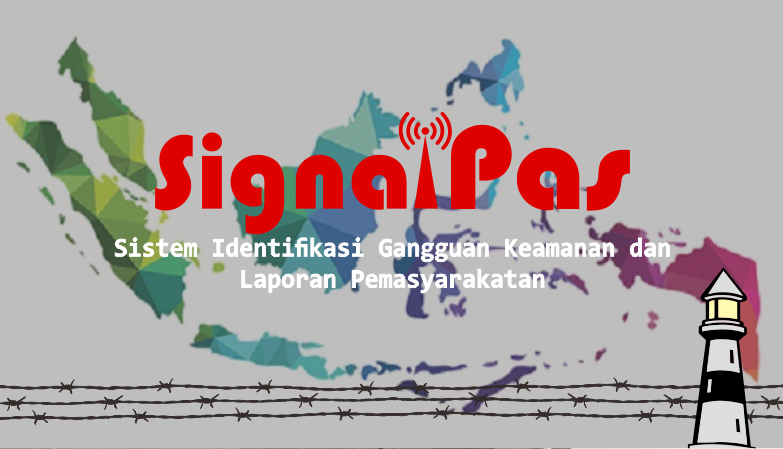 SignalPas
Sistem Identifikasi Gangguan Keamanan dan
Laporan Pemasyarakatan